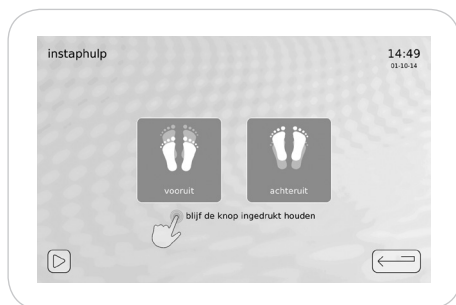 instaphulp
14:49
01-10-14
vooruit
achteruit
blijf de knop ingedrukt houden